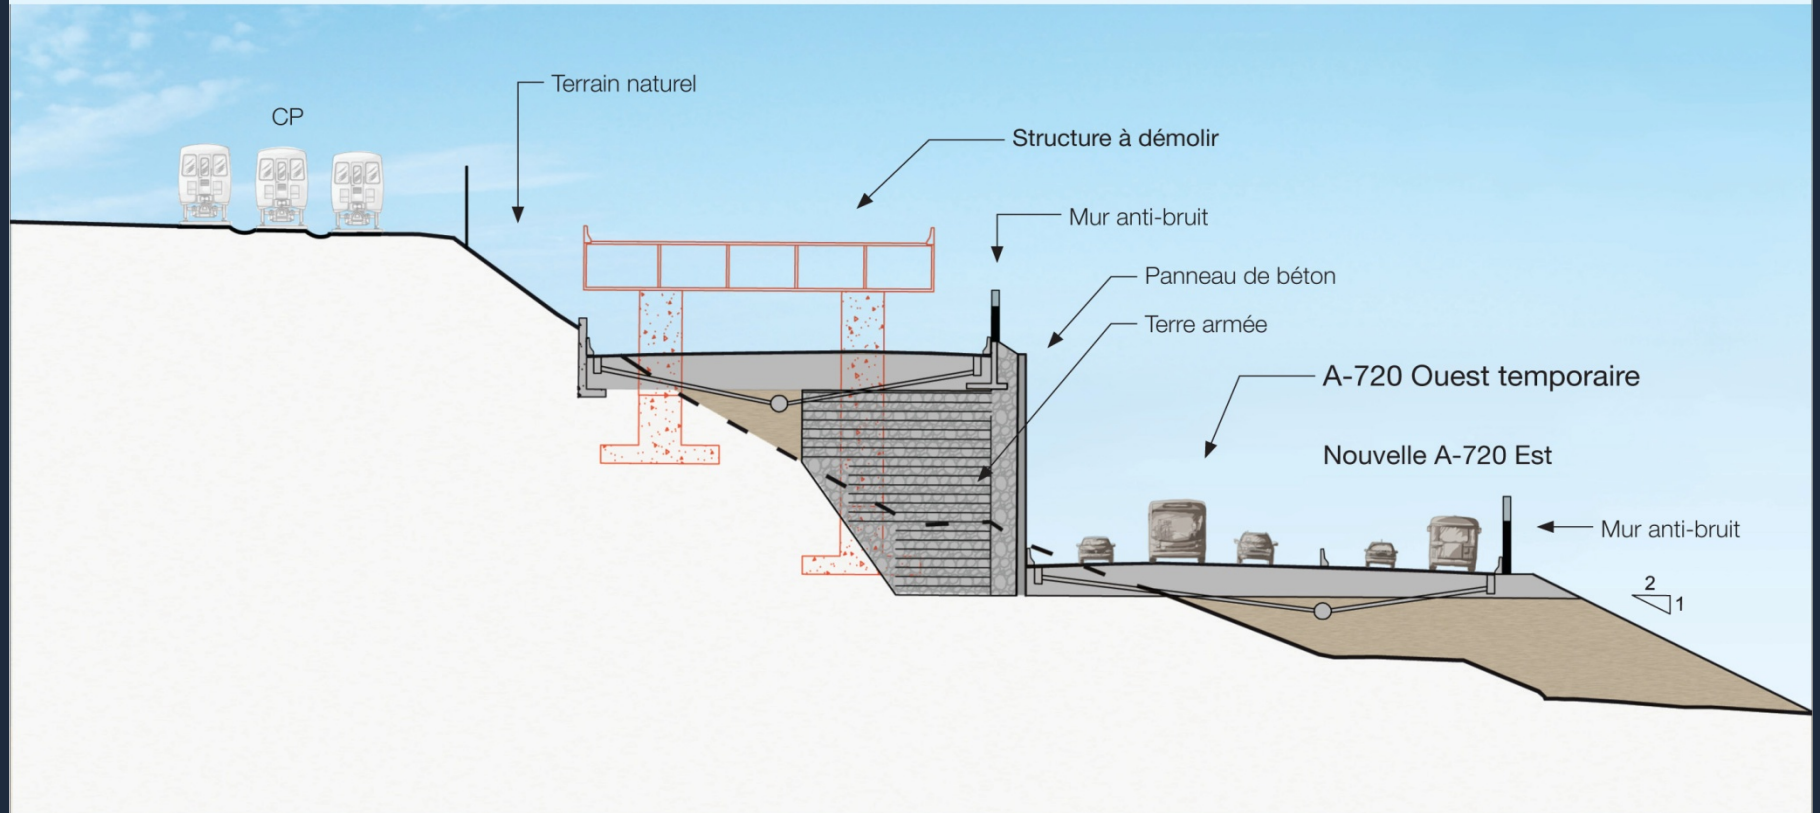 Terrain naturel
CP
Structure à démolir
Mur anti-bruit
Panneau de béton
Terre armée
A-720 Ouest temporaire
Nouvelle A-720 Est
Mur anti-bruit
2
1